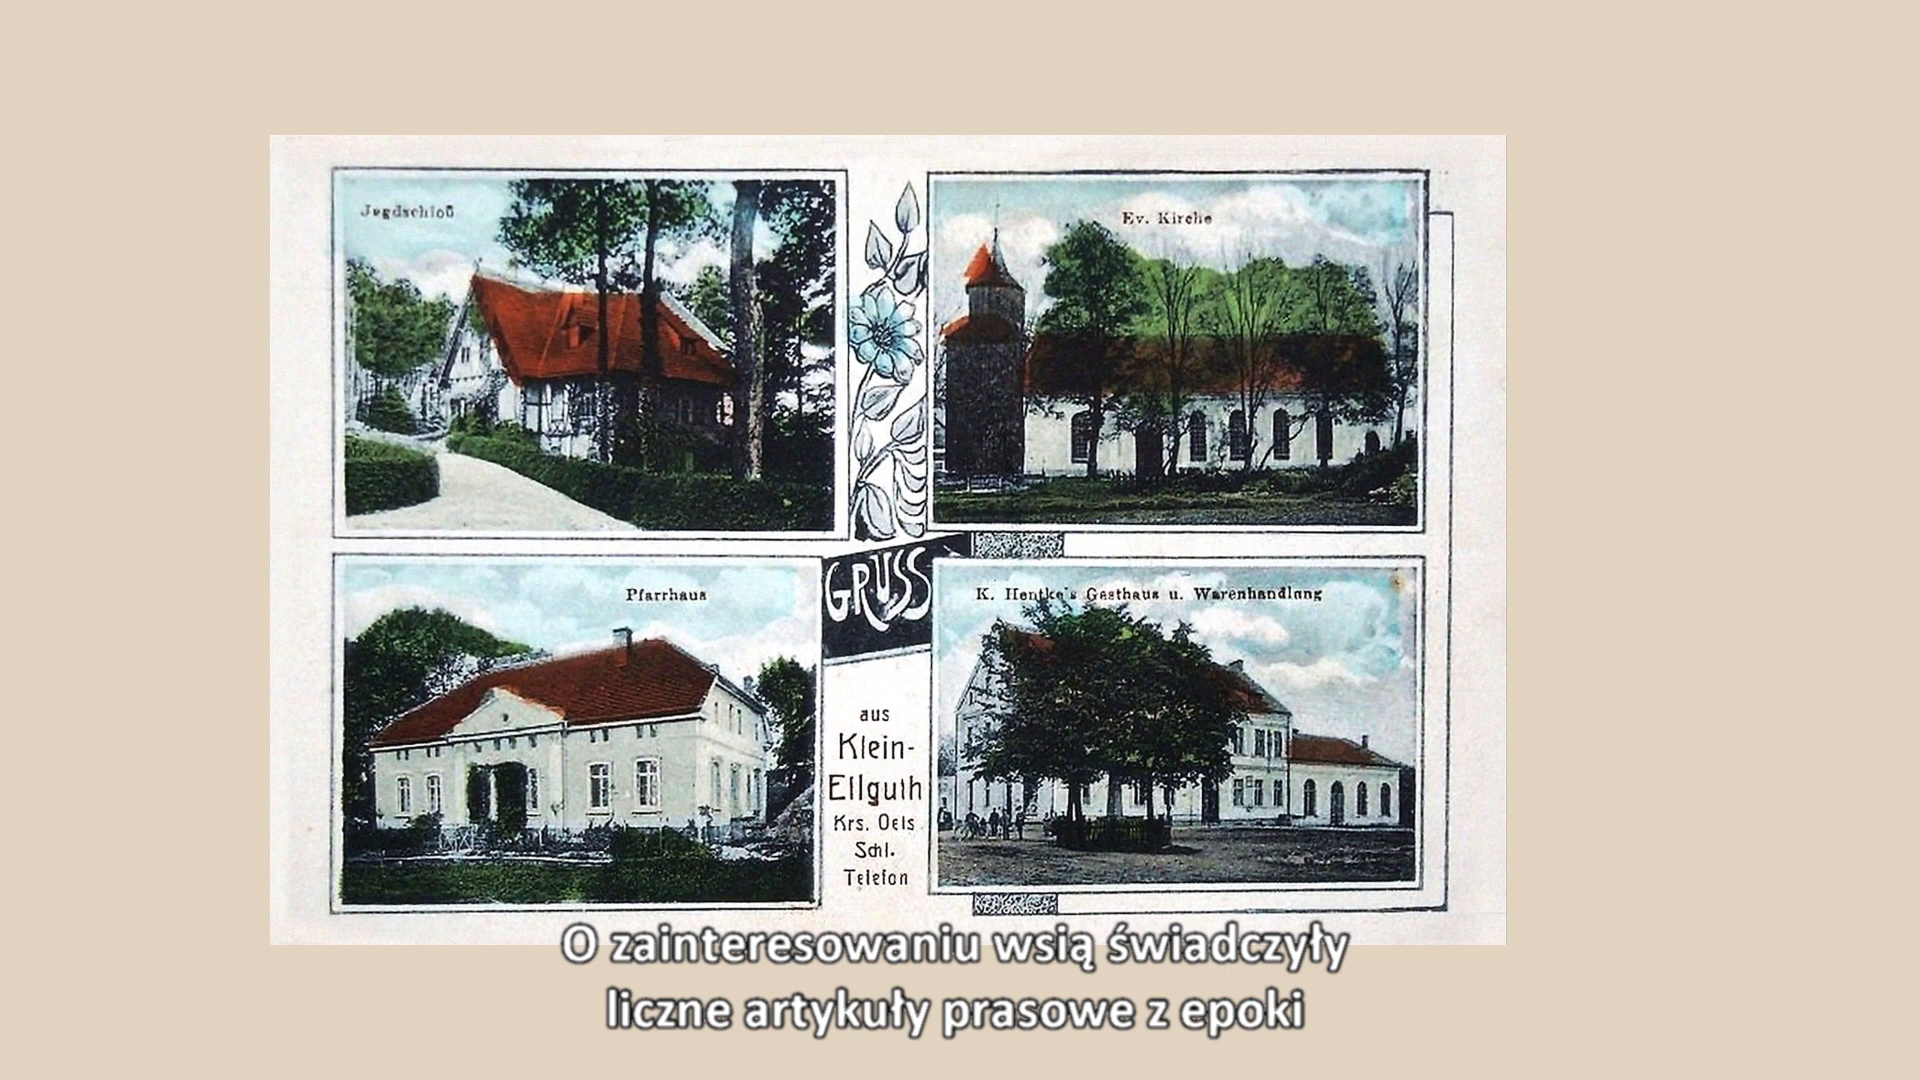 Jagdschloß
Ev. Kirche
GRUSS
Pfarrhaus
K. Hentke's Gasthaus u. Warenhandlung
aus
Klein-
Ellguth
Krs. Oels
Schl.
Telefon
O zainteresowaniu wsią świadczyły
liczne artykuły prasowe z epoki